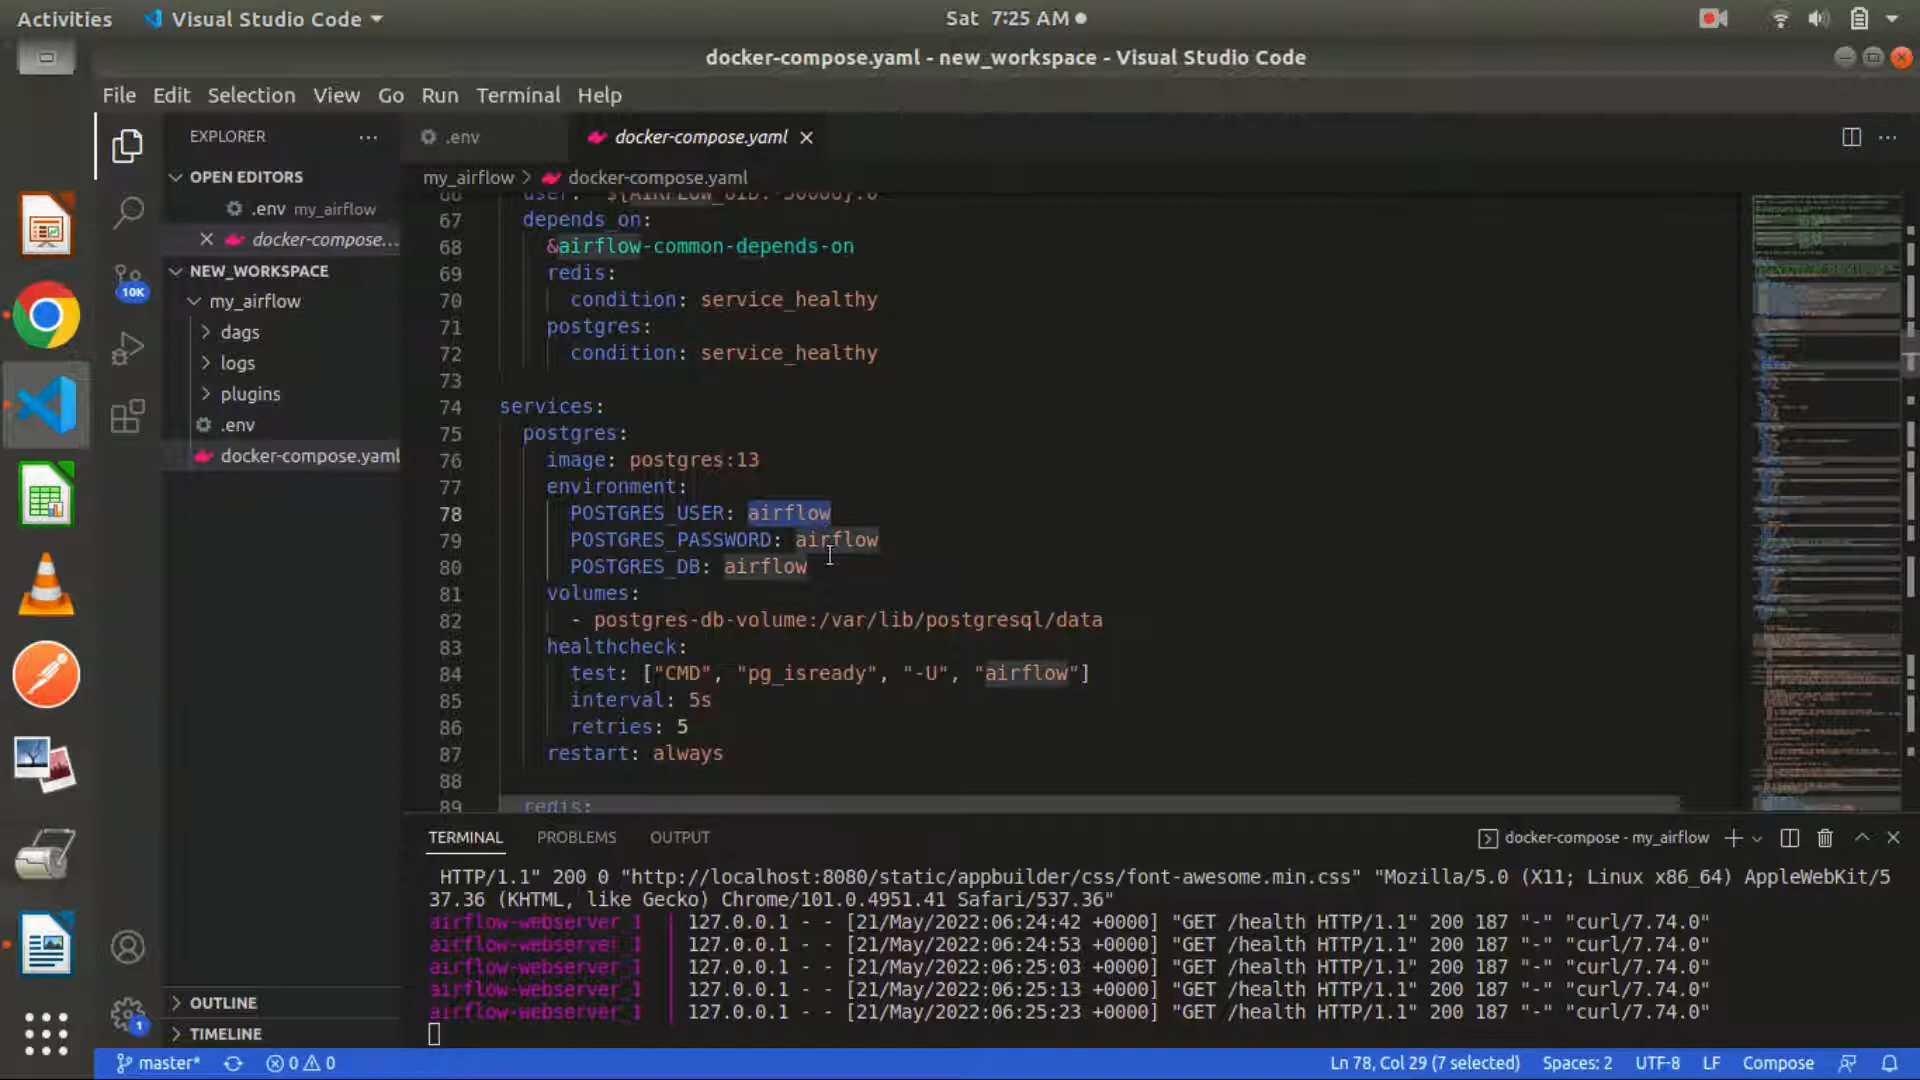 Activities Visual Studio Code Sat 7:25 AM
docker-compose.yaml - new_workspace - Visual Studio Code
File Edit Selection View Go Run Terminal Help
EXPLORER
.env docker-compose.yaml
OPEN EDITORS
my_airflow > docker-compose.yaml
.env my_airflow
docker-compose...
NEW_WORKSPACE
10K
my_airflow
dags
logs
plugins
.env
docker-compose.yaml
66 user: "${AIRFLOW_UID:-50000}:0"
67 depends_on:
68 &airflow-common-depends-on
69 redis:
70 condition: service_healthy
71 postgres:
72 condition: service_healthy
73
74 services:
75 postgres:
76 image: postgres:13
77 environment:
78 POSTGRES_USER: airflow
79 POSTGRES_PASSWORD: airflow
80 POSTGRES_DB: airflow
81 volumes:
82 - postgres-db-volume:/var/lib/postgresql/data
83 healthcheck:
84 test: ["CMD", "pg_isready", "-U", "airflow"]
85 interval: 5s
86 retries: 5
87 restart: always
88
89 redis:
TERMINAL PROBLEMS OUTPUT docker-compose - my_airflow
HTTP/1.1" 200 0 "http://localhost:8080/static/appbuilder/css/font-awesome.min.css" "Mozilla/5.0 (X11; Linux x86_64) AppleWebKit/5
37.36 (KHTML, like Gecko) Chrome/101.0.4951.41 Safari/537.36"
airflow-webserver_1 | 127.0.0.1 - - [21/May/2022:06:24:42 +0000] "GET /health HTTP/1.1" 200 187 "-" "curl/7.74.0"
airflow-webserver_1 | 127.0.0.1 - - [21/May/2022:06:24:53 +0000] "GET /health HTTP/1.1" 200 187 "-" "curl/7.74.0"
airflow-webserver_1 | 127.0.0.1 - - [21/May/2022:06:25:03 +0000] "GET /health HTTP/1.1" 200 187 "-" "curl/7.74.0"
airflow-webserver_1 | 127.0.0.1 - - [21/May/2022:06:25:13 +0000] "GET /health HTTP/1.1" 200 187 "-" "curl/7.74.0"
airflow-webserver_1 | 127.0.0.1 - - [21/May/2022:06:25:23 +0000] "GET /health HTTP/1.1" 200 187 "-" "curl/7.74.0"
OUTLINE
1
TIMELINE
master* 0 0 Ln 78, Col 29 (7 selected) Spaces: 2 UTF-8 LF Compose